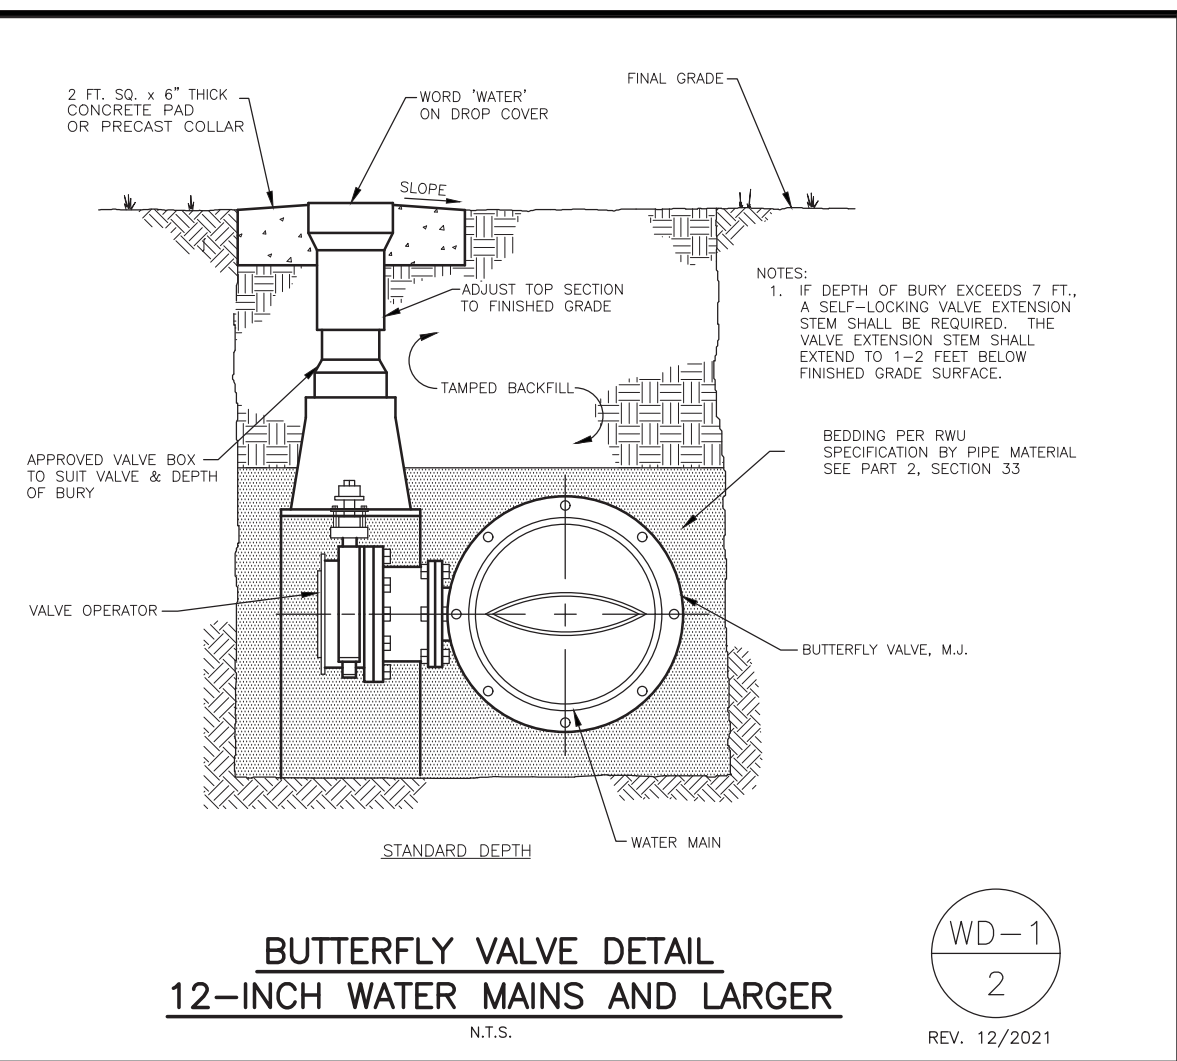 2 FT. SQ. x 6" THICK
CONCRETE PAD
OR PRECAST COLLAR
WORD 'WATER'
ON DROP COVER
FINAL GRADE
SLOPE
ADJUST TOP SECTION
TO FINISHED GRADE
NOTES:
1. IF DEPTH OF BURY EXCEEDS 7 FT.,
A SELF-LOCKING VALVE EXTENSION
STEM SHALL BE REQUIRED. THE
VALVE EXTENSION STEM SHALL
EXTEND TO 1-2 FEET BELOW
FINISHED GRADE SURFACE.
TAMPED BACKFILL
APPROVED VALVE BOX
TO SUIT VALVE & DEPTH
OF BURY
BEDDING PER RWU
SPECIFICATION BY PIPE MATERIAL
SEE PART 2, SECTION 33
VALVE OPERATOR
BUTTERFLY VALVE, M.J.
WATER MAIN
STANDARD DEPTH
BUTTERFLY VALVE DETAIL
12-INCH WATER MAINS AND LARGER
N.T.S.
WD-1
2
REV. 12/2021